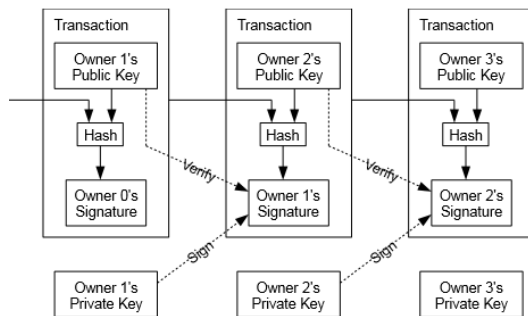 Transaction
Owner 1's
Public Key
Hash
Owner 0's
Signature
Transaction
Owner 2's
Public Key
Hash
Verify
Owner 1's
Signature
Transaction
Owner 3's
Public Key
Hash
Verify
Owner 2's
Signature
Owner 1's
Private Key
Sign
Owner 2's
Private Key
Sign
Owner 3's
Private Key